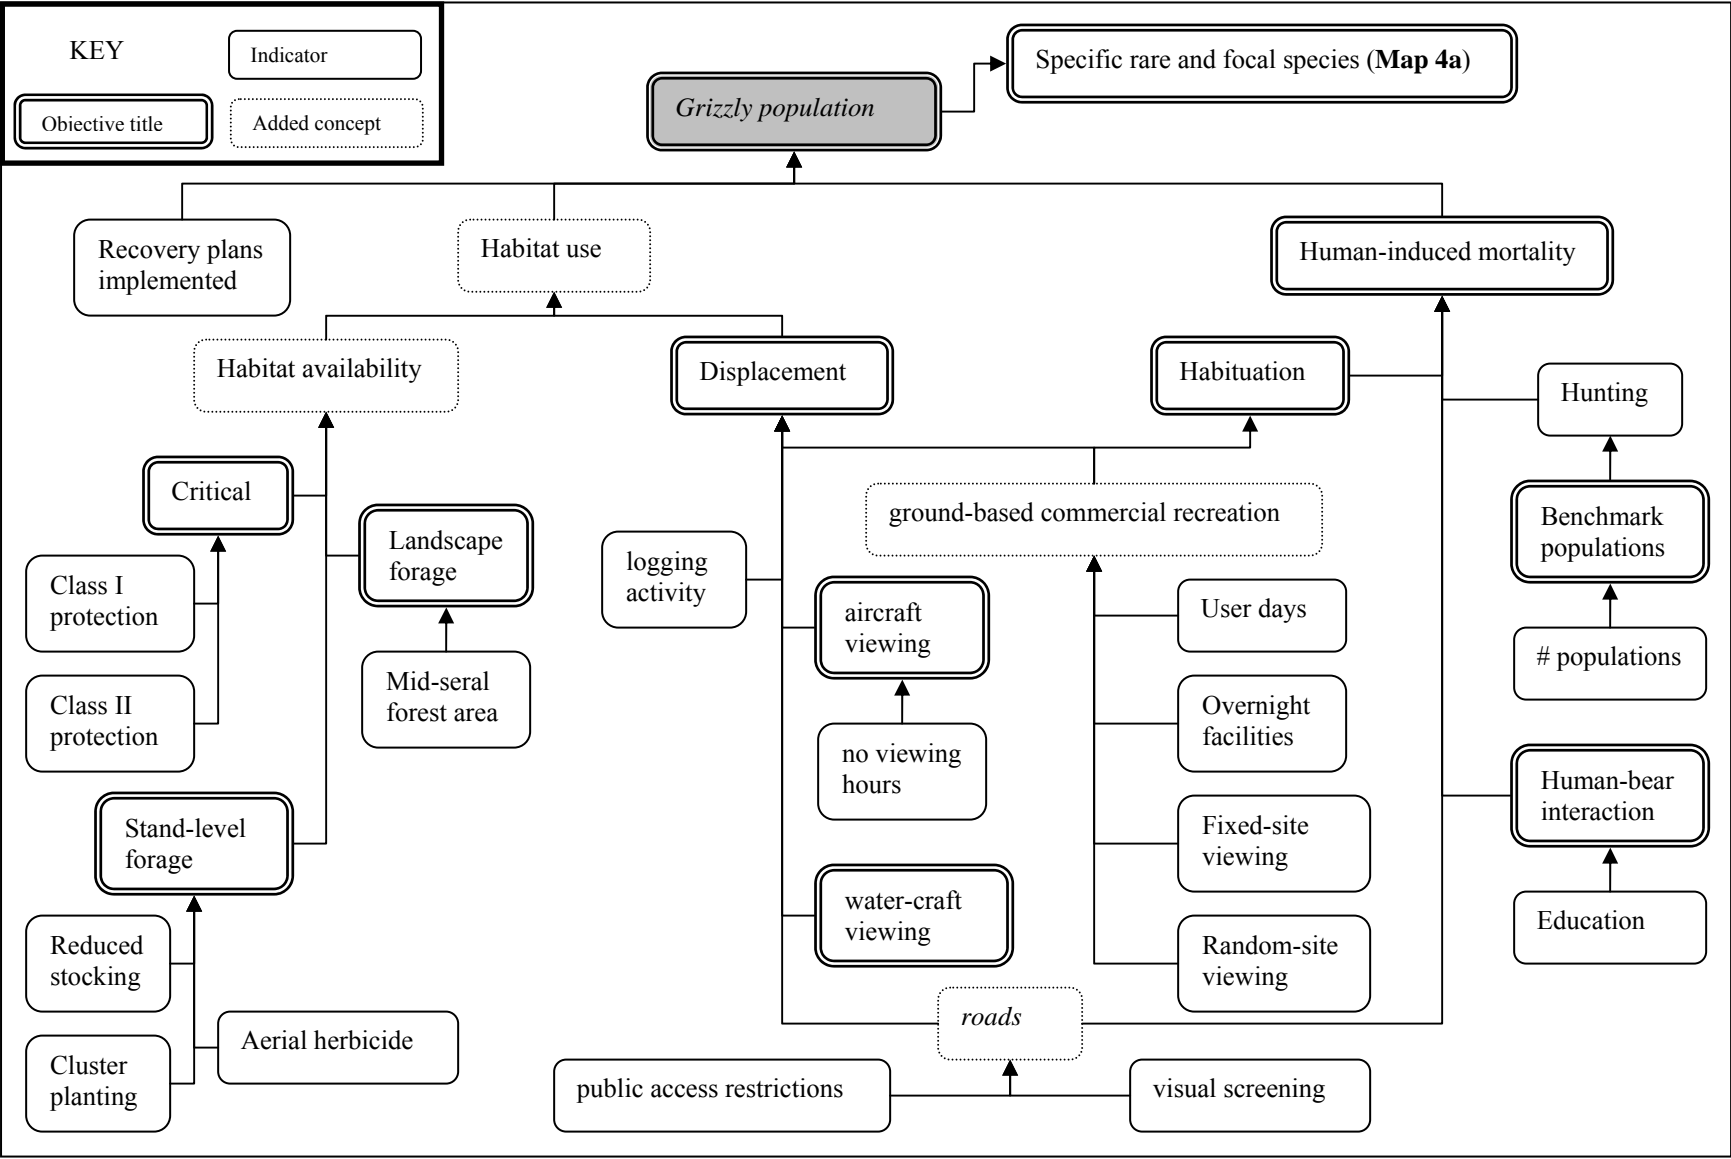 KEY
Indicator
Objective title
Added concept
Grizzly population
Specific rare and focal species (Map 4a)
Recovery plans
implemented
Habitat use
Human-induced mortality
Habitat availability
Displacement
Habituation
Hunting
Critical
Landscape
forage
ground-based commercial recreation
Benchmark
populations
Class I
protection
logging
activity
aircraft
viewing
User days
# populations
Class II
protection
Mid-seral
forest area
no viewing
hours
Overnight
facilities
Human-bear
interaction
Stand-level
forage
Fixed-site
viewing
water-craft
viewing
Education
Reduced
stocking
Random-site
viewing
roads
Aerial herbicide
Cluster
planting
public access restrictions
visual screening